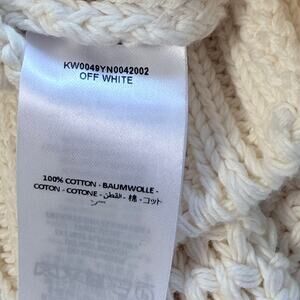 KW0049YN0042002
OFF WHITE
100% COTTON - BAUMWOLLE -
COTON - COTONE - القطن - 棉 - コット
ン